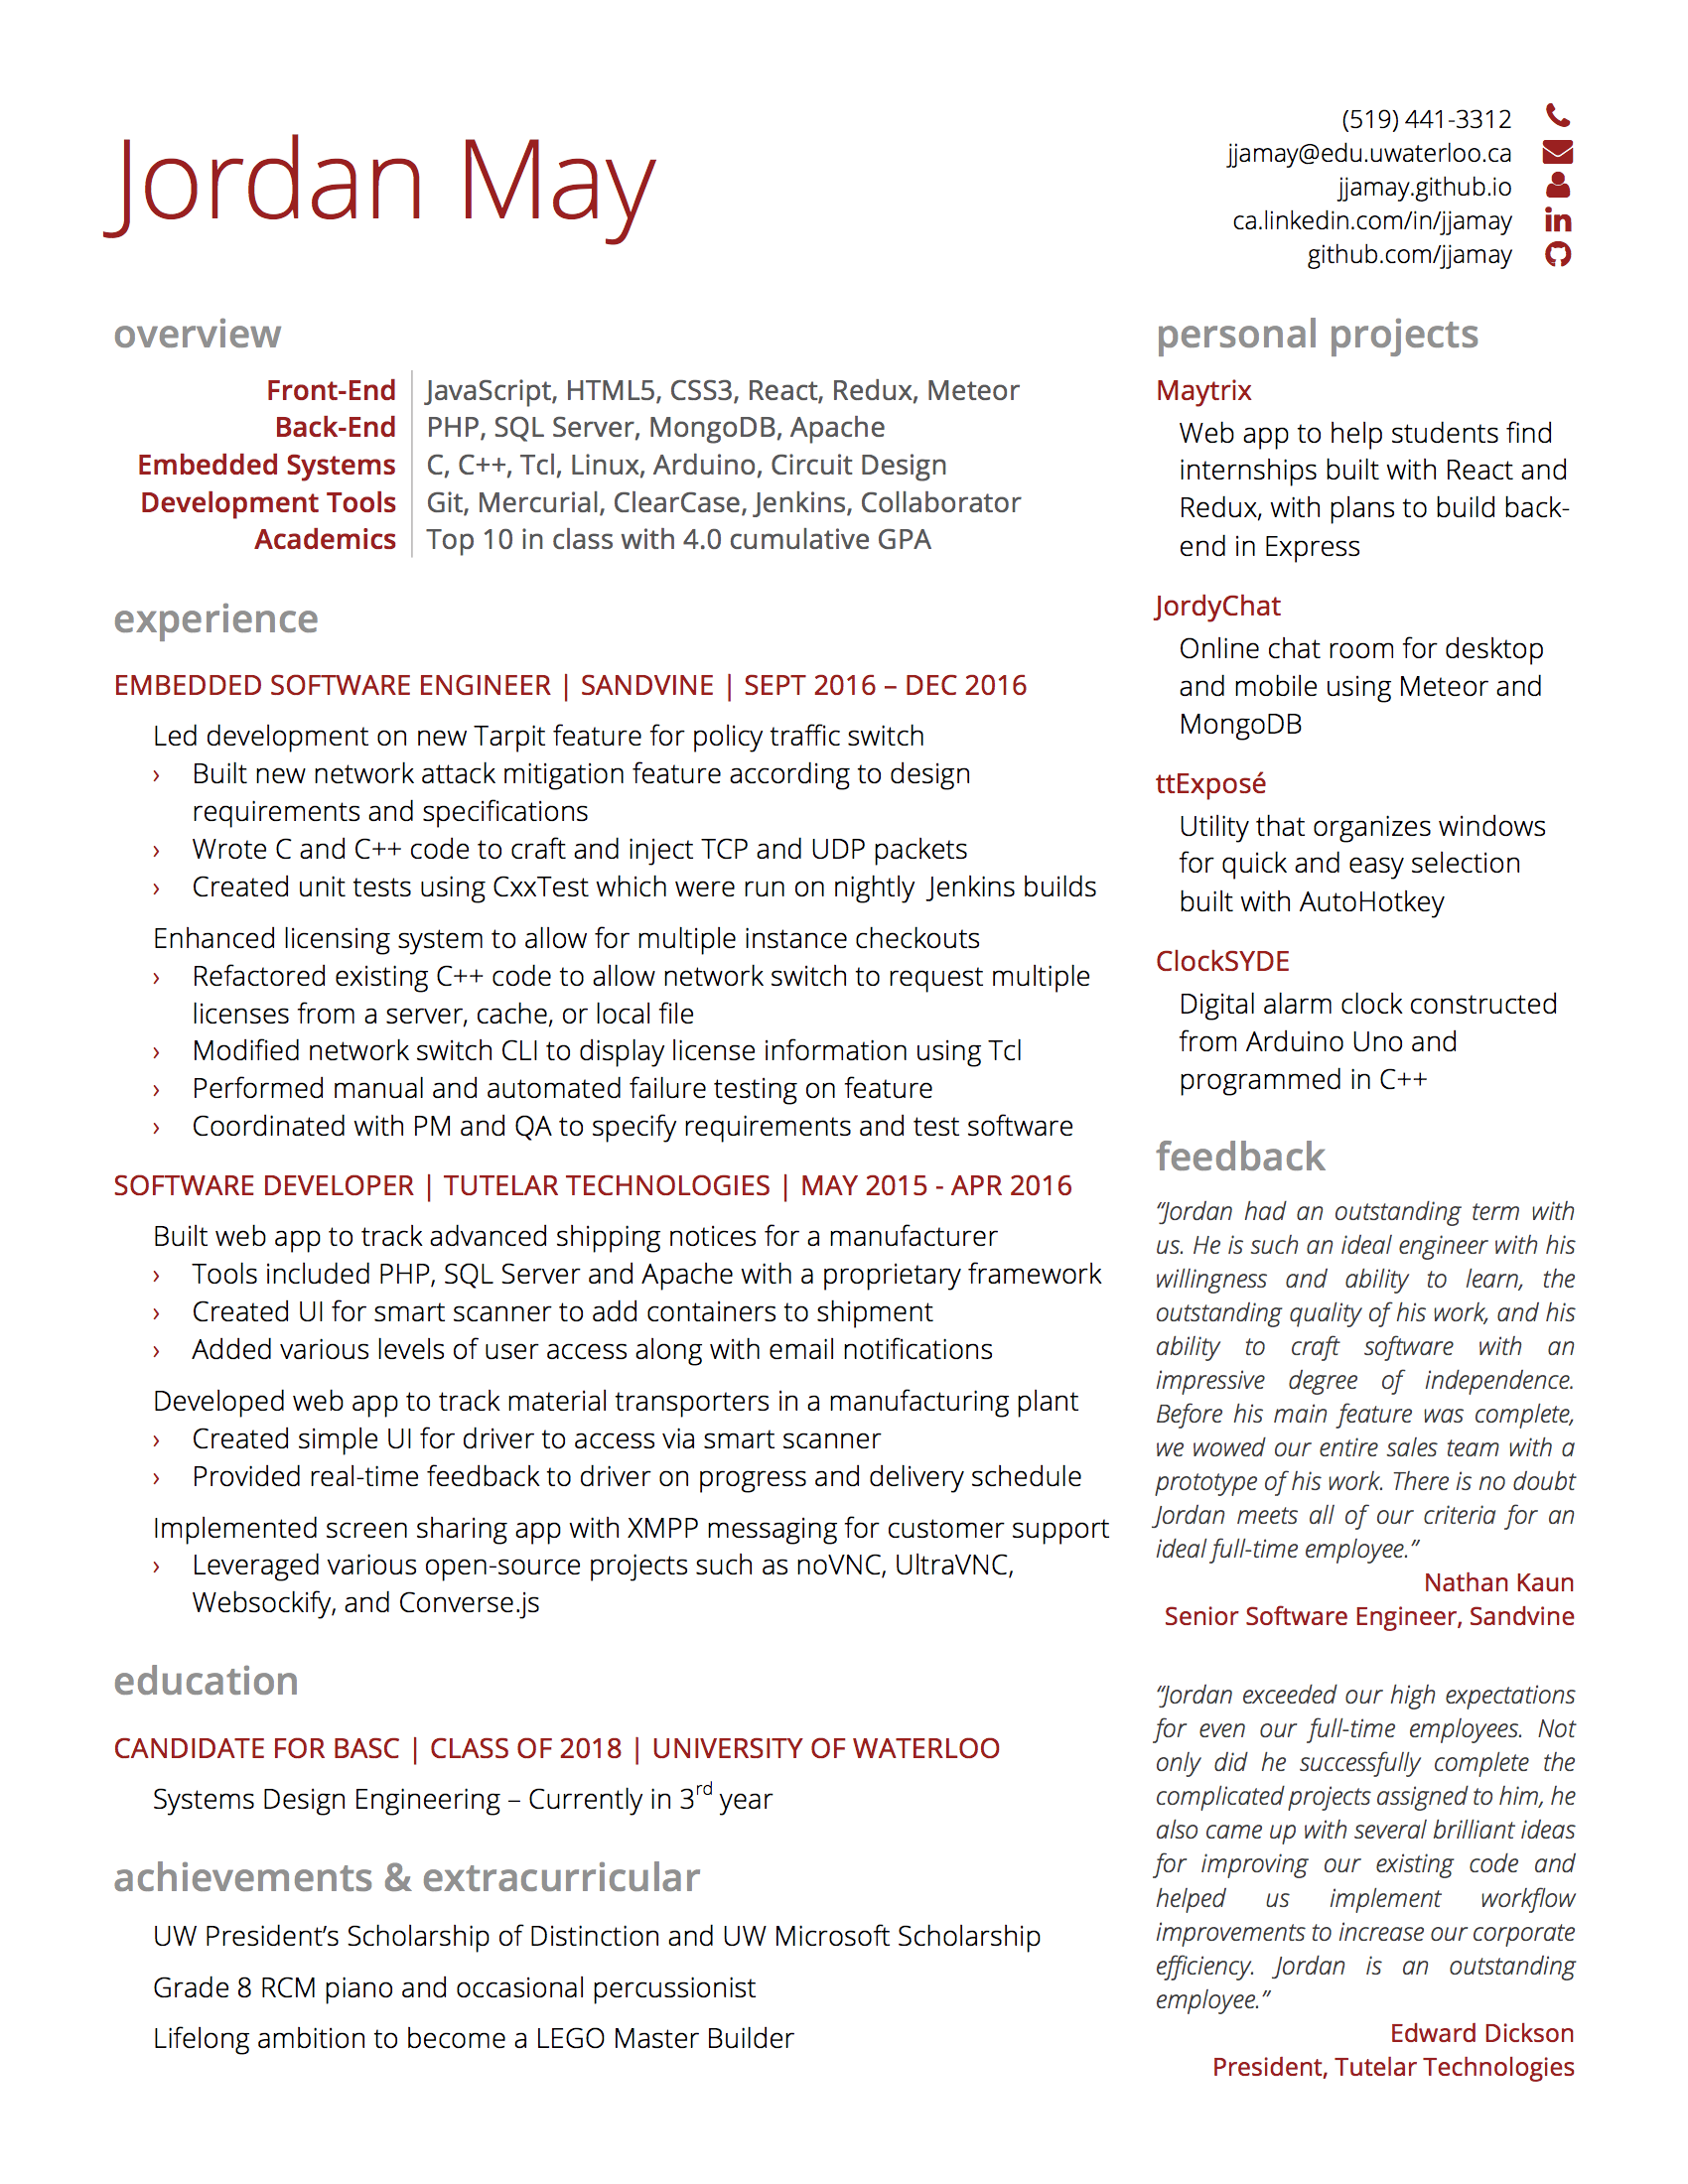 Jordan May
(519) 441-3312
jjamay@edu.uwaterloo.ca
jjamay.github.io
ca.linkedin.com/in/jjamay
github.com/jjamay
overview
Front-End JavaScript, HTML5, CSS3, React, Redux, Meteor
Back-End PHP, SQL Server, MongoDB, Apache
Embedded Systems C, C++, Tcl, Linux, Arduino, Circuit Design
Development Tools Git, Mercurial, ClearCase, Jenkins, Collaborator
Academics Top 10 in class with 4.0 cumulative GPA
experience
EMBEDDED SOFTWARE ENGINEER | SANDVINE | SEPT 2016 – DEC 2016
Led development on new Tarpit feature for policy traffic switch
› Built new network attack mitigation feature according to design
requirements and specifications
› Wrote C and C++ code to craft and inject TCP and UDP packets
› Created unit tests using CxxTest which were run on nightly Jenkins builds
Enhanced licensing system to allow for multiple instance checkouts
› Refactored existing C++ code to allow network switch to request multiple
licenses from a server, cache, or local file
› Modified network switch CLI to display license information using Tcl
› Performed manual and automated failure testing on feature
› Coordinated with PM and QA to specify requirements and test software
SOFTWARE DEVELOPER | TUTELAR TECHNOLOGIES | MAY 2015 - APR 2016
Built web app to track advanced shipping notices for a manufacturer
› Tools included PHP, SQL Server and Apache with a proprietary framework
› Created UI for smart scanner to add containers to shipment
› Added various levels of user access along with email notifications
Developed web app to track material transporters in a manufacturing plant
› Created simple UI for driver to access via smart scanner
› Provided real-time feedback to driver on progress and delivery schedule
Implemented screen sharing app with XMPP messaging for customer support
› Leveraged various open-source projects such as noVNC, UltraVNC,
Websockify, and Converse.js
education
CANDIDATE FOR BASC | CLASS OF 2018 | UNIVERSITY OF WATERLOO
Systems Design Engineering – Currently in 3rd year
achievements & extracurricular
UW President’s Scholarship of Distinction and UW Microsoft Scholarship
Grade 8 RCM piano and occasional percussionist
Lifelong ambition to become a LEGO Master Builder
personal projects
Maytrix
Web app to help students find
internships built with React and
Redux, with plans to build back-
end in Express
JordyChat
Online chat room for desktop
and mobile using Meteor and
MongoDB
ttExposé
Utility that organizes windows
for quick and easy selection
built with AutoHotkey
ClockSYDE
Digital alarm clock constructed
from Arduino Uno and
programmed in C++
feedback
“Jordan had an outstanding term with
us. He is such an ideal engineer with his
willingness and ability to learn, the
outstanding quality of his work, and his
ability to craft software with an
impressive degree of independence.
Before his main feature was complete,
we wowed our entire sales team with a
prototype of his work. There is no doubt
Jordan meets all of our criteria for an
ideal full-time employee.”
Nathan Kaun
Senior Software Engineer, Sandvine
“Jordan exceeded our high expectations
for even our full-time employees. Not
only did he successfully complete the
complicated projects assigned to him, he
also came up with several brilliant ideas
for improving our existing code and
helped us implement workflow
improvements to increase our corporate
efficiency. Jordan is an outstanding
employee.”
Edward Dickson
President, Tutelar Technologies